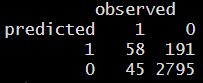 observed
predicted 1 0
1 58 191
0 45 2795